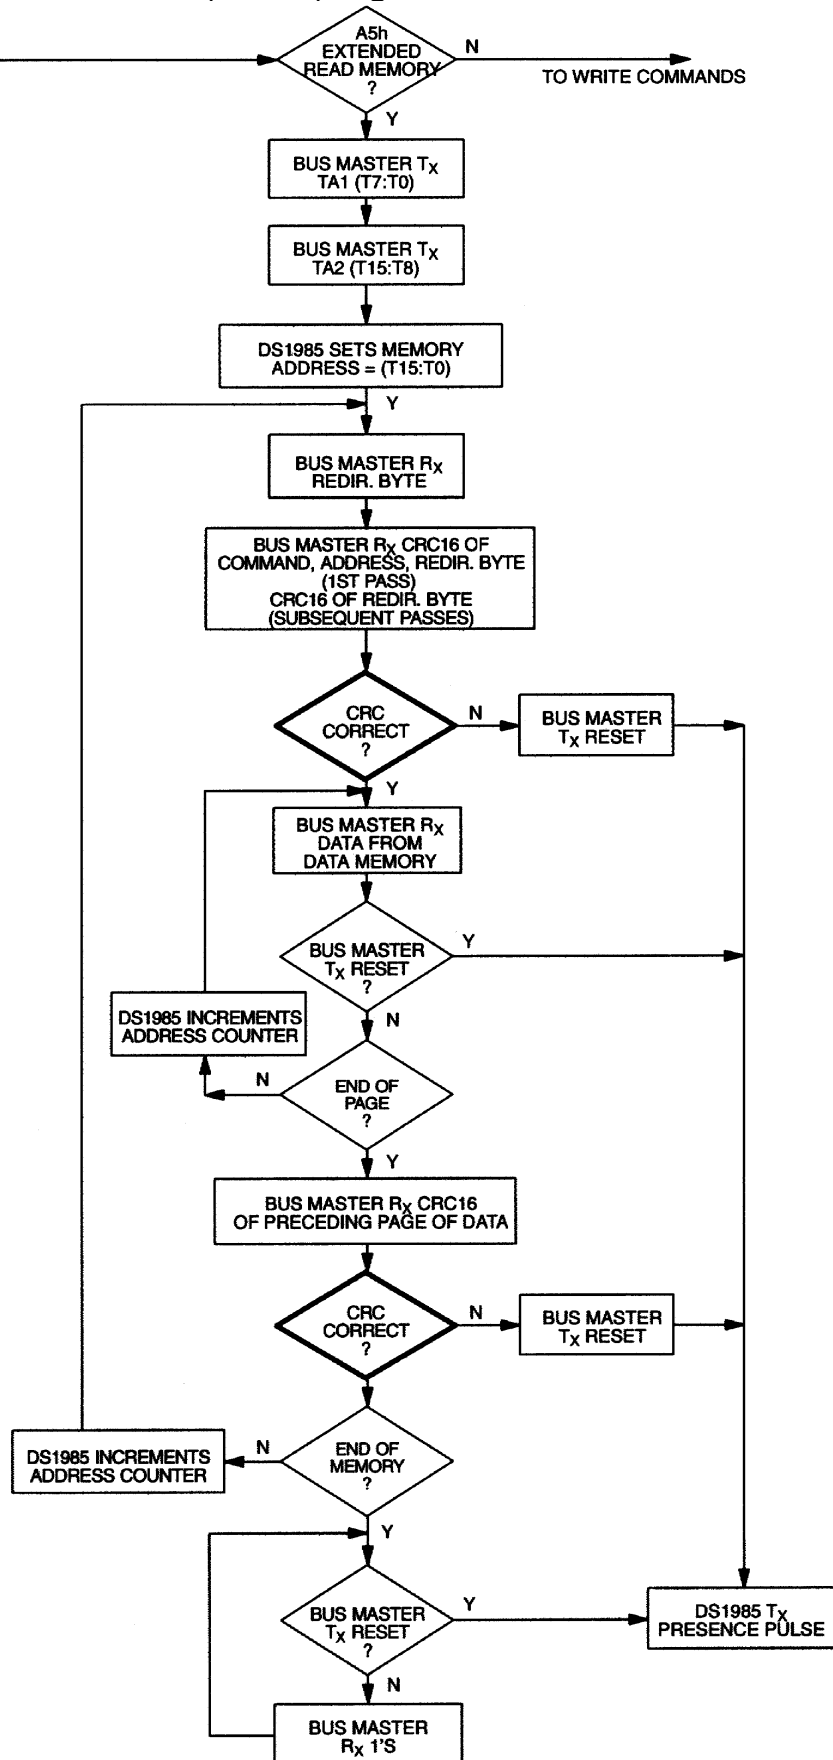 A5h
EXTENDED
READ MEMORY
?
N
TO WRITE COMMANDS
Y
BUS MASTER TX
TA1 (T7:T0)
BUS MASTER TX
TA2 (T15:T8)
DS1985 SETS MEMORY
ADDRESS = (T15:T0)
Y
BUS MASTER RX
REDIR. BYTE
BUS MASTER RX CRC16 OF
COMMAND, ADDRESS, REDIR. BYTE
(1ST PASS)
CRC16 OF REDIR. BYTE
(SUBSEQUENT PASSES)
CRC
CORRECT
?
N
BUS MASTER
TX RESET
Y
BUS MASTER RX
DATA FROM
DATA MEMORY
BUS MASTER
TX RESET
?
Y
N
DS1985 INCREMENTS
ADDRESS COUNTER
N
END OF
PAGE
?
Y
BUS MASTER RX CRC16
OF PRECEDING PAGE OF DATA
CRC
CORRECT
?
N
BUS MASTER
TX RESET
DS1985 INCREMENTS
ADDRESS COUNTER
N
END OF
MEMORY
?
Y
BUS MASTER
TX RESET
?
Y
DS1985 TX
PRESENCE PULSE
N
BUS MASTER
RX 1'S